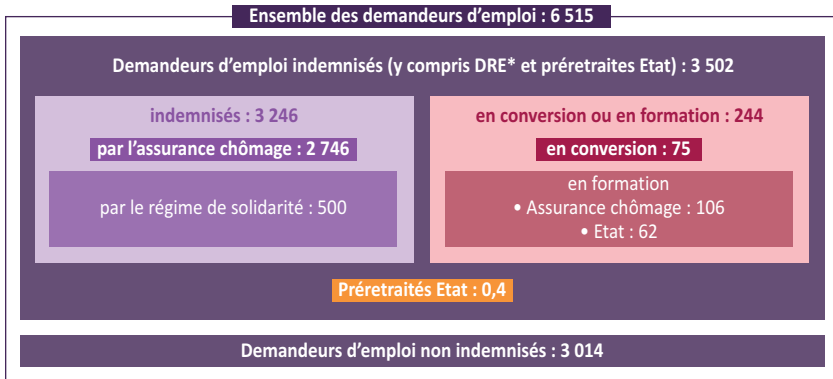 Ensemble des demandeurs d'emploi : 6 515
Demandeurs d'emploi indemnisés (y compris DRE* et préretraites Etat) : 3 502
indemnisés : 3 246
par l'assurance chômage : 2 746
par le régime de solidarité : 500
en conversion ou en formation : 244
en conversion : 75
en formation
• Assurance chômage : 106
• Etat : 62
Préretraités Etat : 0,4
Demandeurs d'emploi non indemnisés : 3 014